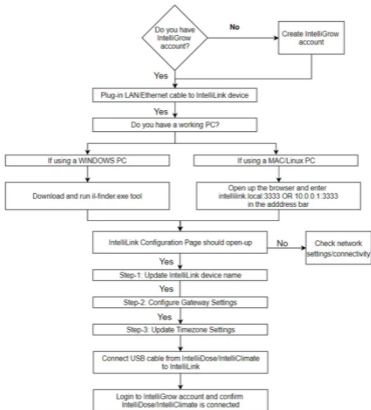 Do you have
IntelliGrow
account?
No
Create IntelliGrow
account
Yes
Plug-in LAN/Ethernet cable to IntelliLink device
Yes
Do you have a working PC?
If using a WINDOWS PC
If using a MAC/Linux PC
Download and run il-finder.exe tool
Open up the browser and enter
intellilink.local:3333 OR 10.0.0.1:3333
in the adddress bar
IntelliLink Configuration Page should open-up
No
Check network
settings/connectivity
Yes
Step-1: Update IntelliLink device name
Yes
Step-2: Configure Gateway Settings
Yes
Step-3: Update Timezone Settings
Connect USB cable from IntelliDose/IntelliClimate
to IntelliLink
Login to IntelliGrow account and confirm
IntelliDose/IntelliClimate is connected